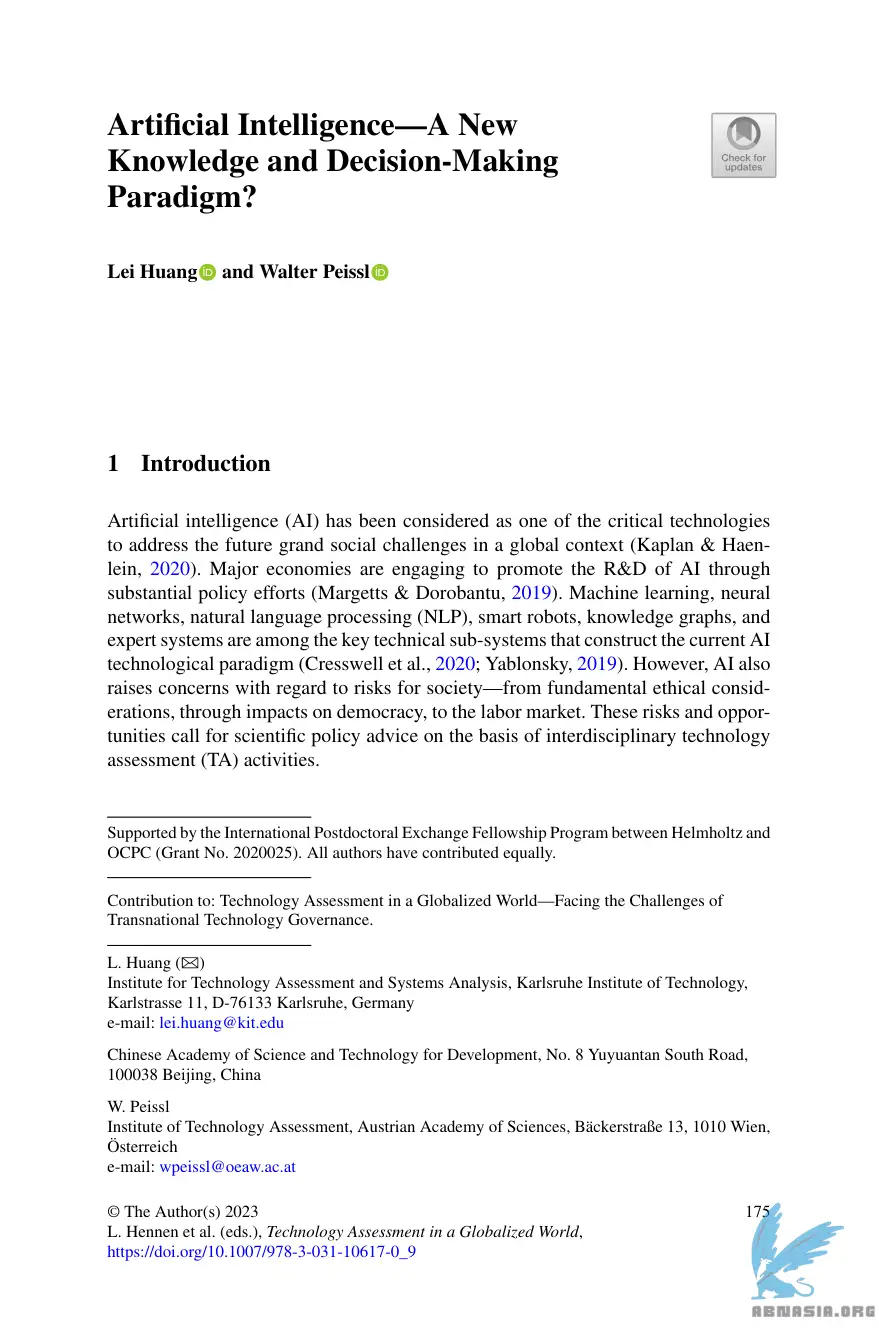 Artificial Intelligence—A New
Knowledge and Decision-Making
Paradigm?
Check for
updates
Lei Huang iD and Walter Peissl iD
1 Introduction
Artificial intelligence (AI) has been considered as one of the critical technologies
to address the future grand social challenges in a global context (Kaplan & Haen-
lein, 2020). Major economies are engaging to promote the R&D of AI through
substantial policy efforts (Margetts & Dorobantu, 2019). Machine learning, neural
networks, natural language processing (NLP), smart robots, knowledge graphs, and
expert systems are among the key technical sub-systems that construct the current AI
technological paradigm (Cresswell et al., 2020; Yablonsky, 2019). However, AI also
raises concerns with regard to risks for society—from fundamental ethical consid-
erations, through impacts on democracy, to the labor market. These risks and oppor-
tunities call for scientific policy advice on the basis of interdisciplinary technology
assessment (TA) activities.
Supported by the International Postdoctoral Exchange Fellowship Program between Helmholtz and
OCPC (Grant No. 2020025). All authors have contributed equally.
Contribution to: Technology Assessment in a Globalized World—Facing the Challenges of
Transnational Technology Governance.
L. Huang (✉)
Institute for Technology Assessment and Systems Analysis, Karlsruhe Institute of Technology,
Karlstrasse 11, D-76133 Karlsruhe, Germany
e-mail: lei.huang@kit.edu
Chinese Academy of Science and Technology for Development, No. 8 Yuyuantan South Road,
100038 Beijing, China
W. Peissl
Institute of Technology Assessment, Austrian Academy of Sciences, Bäckerstraße 13, 1010 Wien,
Österreich
e-mail: wpeissl@oeaw.ac.at
© The Author(s) 2023 175
L. Hennen et al. (eds.), Technology Assessment in a Globalized World,
https://doi.org/10.1007/978-3-031-10617-0_9
ABNASIA.ORG